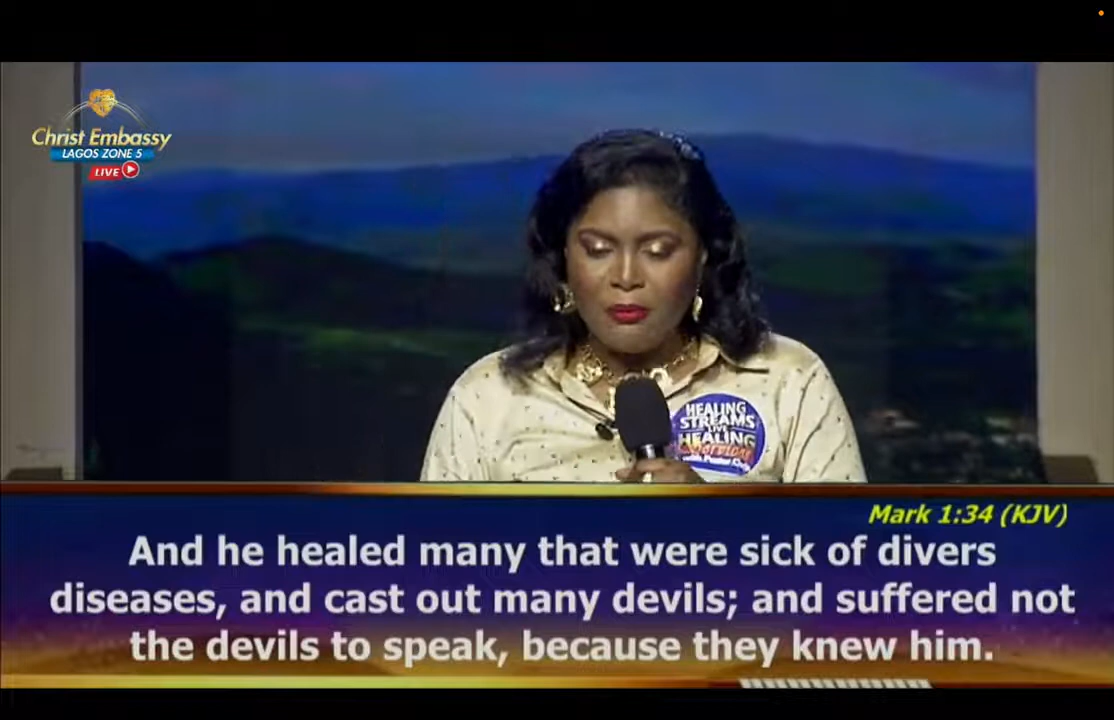 Christ Embassy
LAGOS ZONE 5
LIVE
HEALING
STREAMS
LIVE
HEALING
Mark 1:34 (KJV)
And he healed many that were sick of divers
diseases, and cast out many devils; and suffered not
the devils to speak, because they knew him.